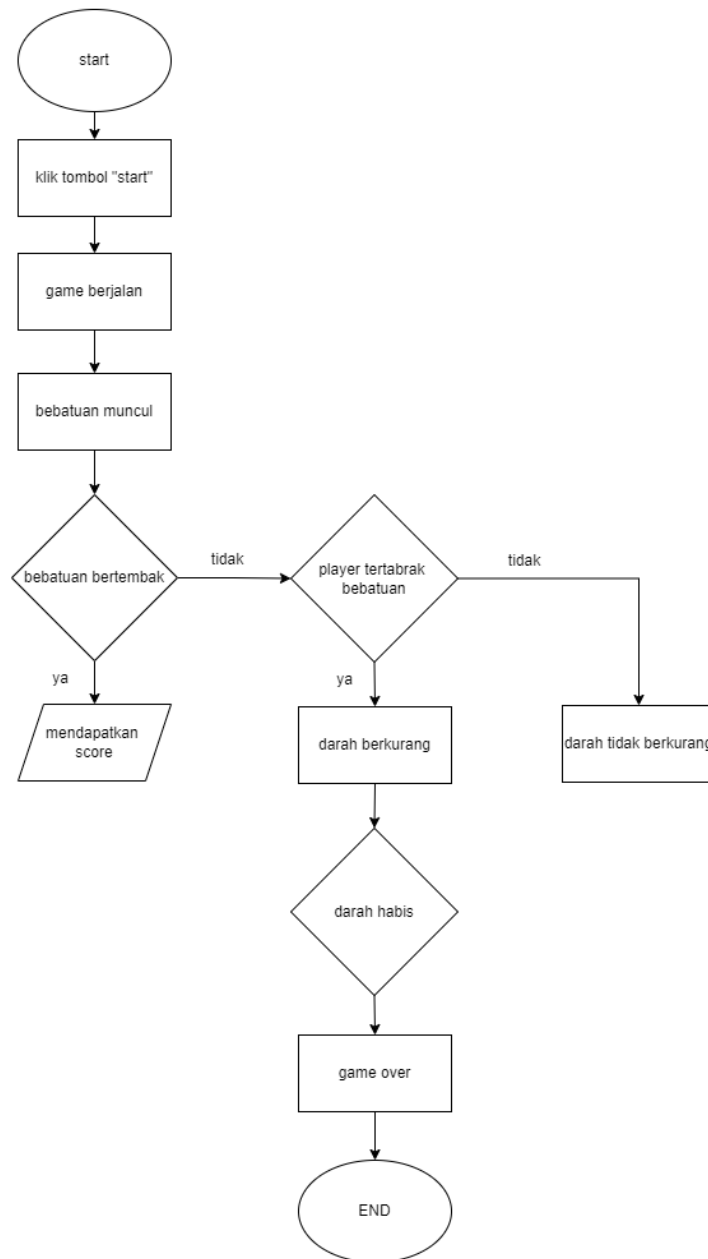 start
klik tombol "start"
game berjalan
bebatuan muncul
bebatuan bertembak
tidak
player tertabrak
bebatuan
tidak
ya
mendapatkan
score
ya
darah berkurang
darah tidak berkurang
darah habis
game over
END